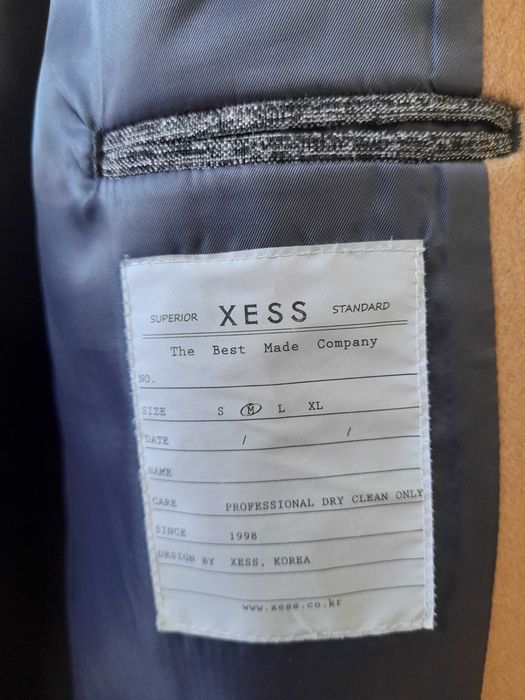 SUPERIOR XESS STANDARD
The Best Made Company
NO.
SIZE S M L XL
DATE / /
NAME
CARE PROFESSIONAL DRY CLEAN ONLY
SINCE 1998
DESIGN BY XESS, KOREA
www.xess.co.kr